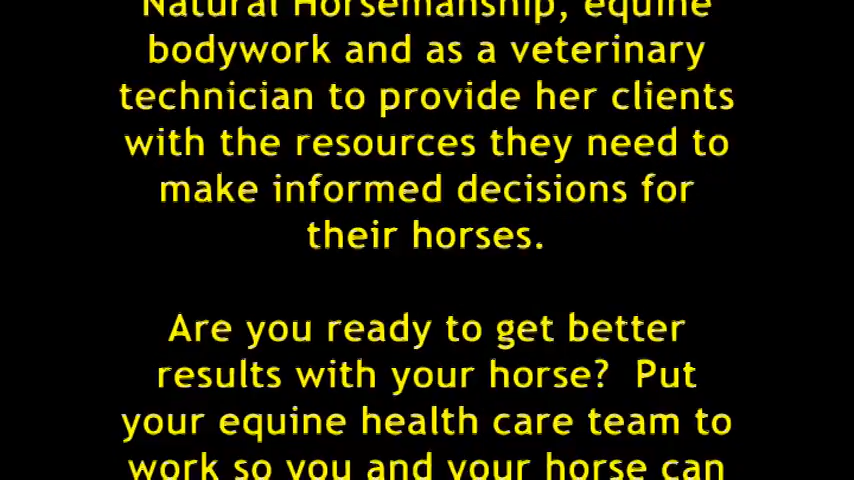 Natural Horsemanship, equine
bodywork and as a veterinary
technician to provide her clients
with the resources they need to
make informed decisions for
their horses.
Are you ready to get better
results with your horse?  Put
your equine health care team to
work so you and your horse can